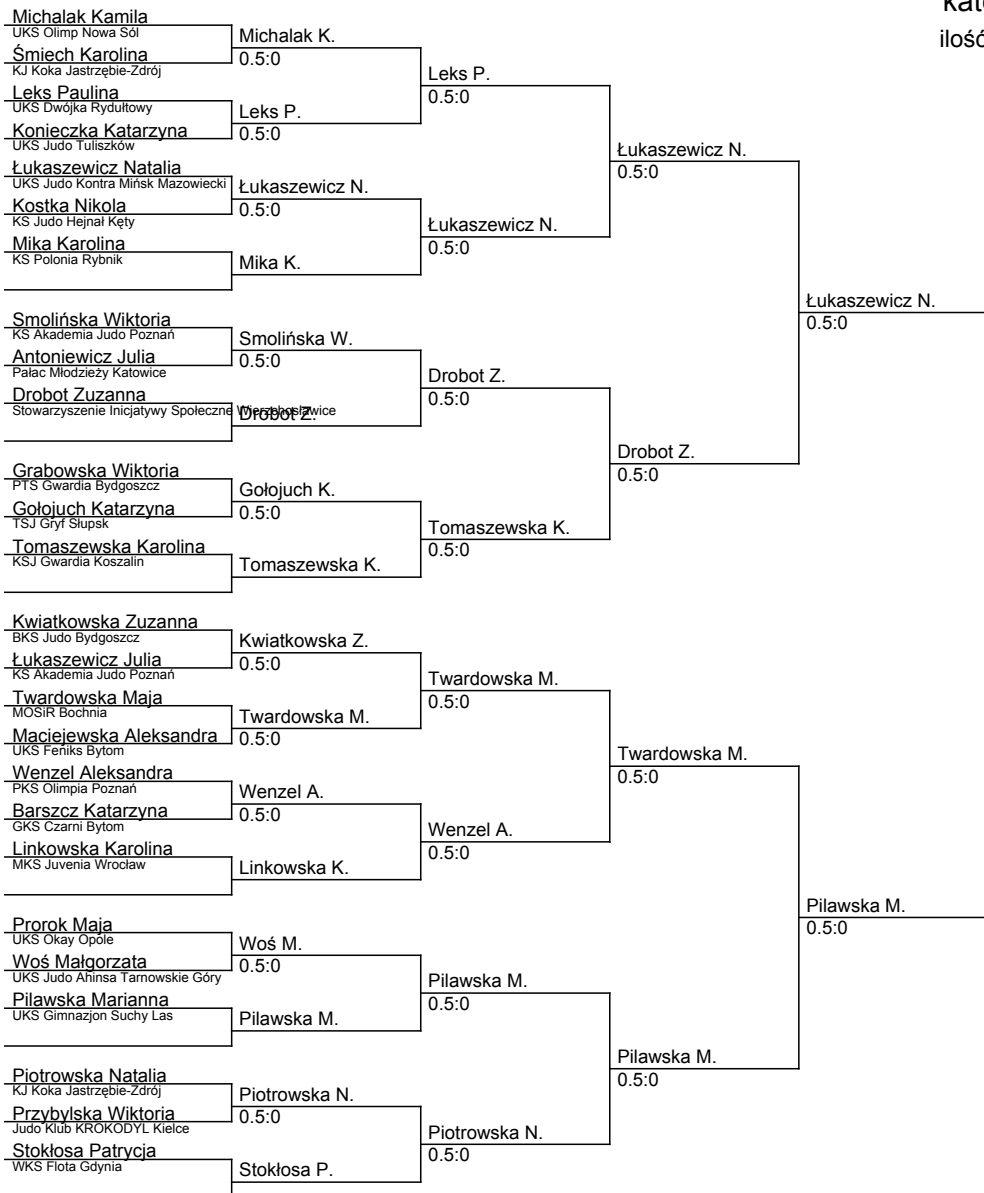 kate
ilość
Michalak Kamila
UKS Olimp Nowa Sól
Śmiech Karolina
KJ Koka Jastrzębie-Zdrój
Leks Paulina
UKS Dwójka Rydułtowy
Konieczka Katarzyna
UKS Judo Tuliszków
Łukaszewicz Natalia
UKS Judo Kontra Mińsk Mazowiecki
Kostka Nikola
KS Judo Hejnał Kęty
Mika Karolina
KS Polonia Rybnik
Smolińska Wiktoria
KS Akademia Judo Poznań
Antoniewicz Julia
Pałac Młodzieży Katowice
Drobot Zuzanna
Stowarzyszenie Inicjatywy Społeczne Wierzchosławice
Grabowska Wiktoria
PTS Gwardia Bydgoszcz
Gołojuch Katarzyna
TSJ Gryf Słupsk
Tomaszewska Karolina
KSJ Gwardia Koszalin
Kwiatkowska Zuzanna
BKS Judo Bydgoszcz
Łukaszewicz Julia
KS Akademia Judo Poznań
Twardowska Maja
MOSiR Bochnia
Maciejewska Aleksandra
UKS Feniks Bytom
Wenzel Aleksandra
PKS Olimpia Poznań
Barszcz Katarzyna
GKS Czarni Bytom
Linkowska Karolina
MKS Juvenia Wrocław
Prorok Maja
UKS Okay Opole
Woś Małgorzata
UKS Judo Ahinsa Tarnowskie Góry
Pilawska Marianna
UKS Gimnazjon Suchy Las
Piotrowska Natalia
KJ Koka Jastrzębie-Zdrój
Przybylska Wiktoria
Judo Klub KROKODYL Kielce
Stokłosa Patrycja
WKS Flota Gdynia
Michalak K.
0.5:0
Leks P.
0.5:0
Łukaszewicz N.
0.5:0
Mika K.
Smolińska W.
0.5:0
Drobot Z.
Gołojuch K.
0.5:0
Tomaszewska K.
Kwiatkowska Z.
0.5:0
Twardowska M.
0.5:0
Wenzel A.
0.5:0
Linkowska K.
Woś M.
0.5:0
Pilawska M.
Piotrowska N.
0.5:0
Stokłosa P.
Leks P.
0.5:0
Łukaszewicz N.
0.5:0
Drobot Z.
0.5:0
Tomaszewska K.
0.5:0
Twardowska M.
0.5:0
Wenzel A.
0.5:0
Pilawska M.
0.5:0
Piotrowska N.
0.5:0
Łukaszewicz N.
0.5:0
Drobot Z.
0.5:0
Twardowska M.
0.5:0
Pilawska M.
0.5:0
Łukaszewicz N.
0.5:0
Pilawska M.
0.5:0